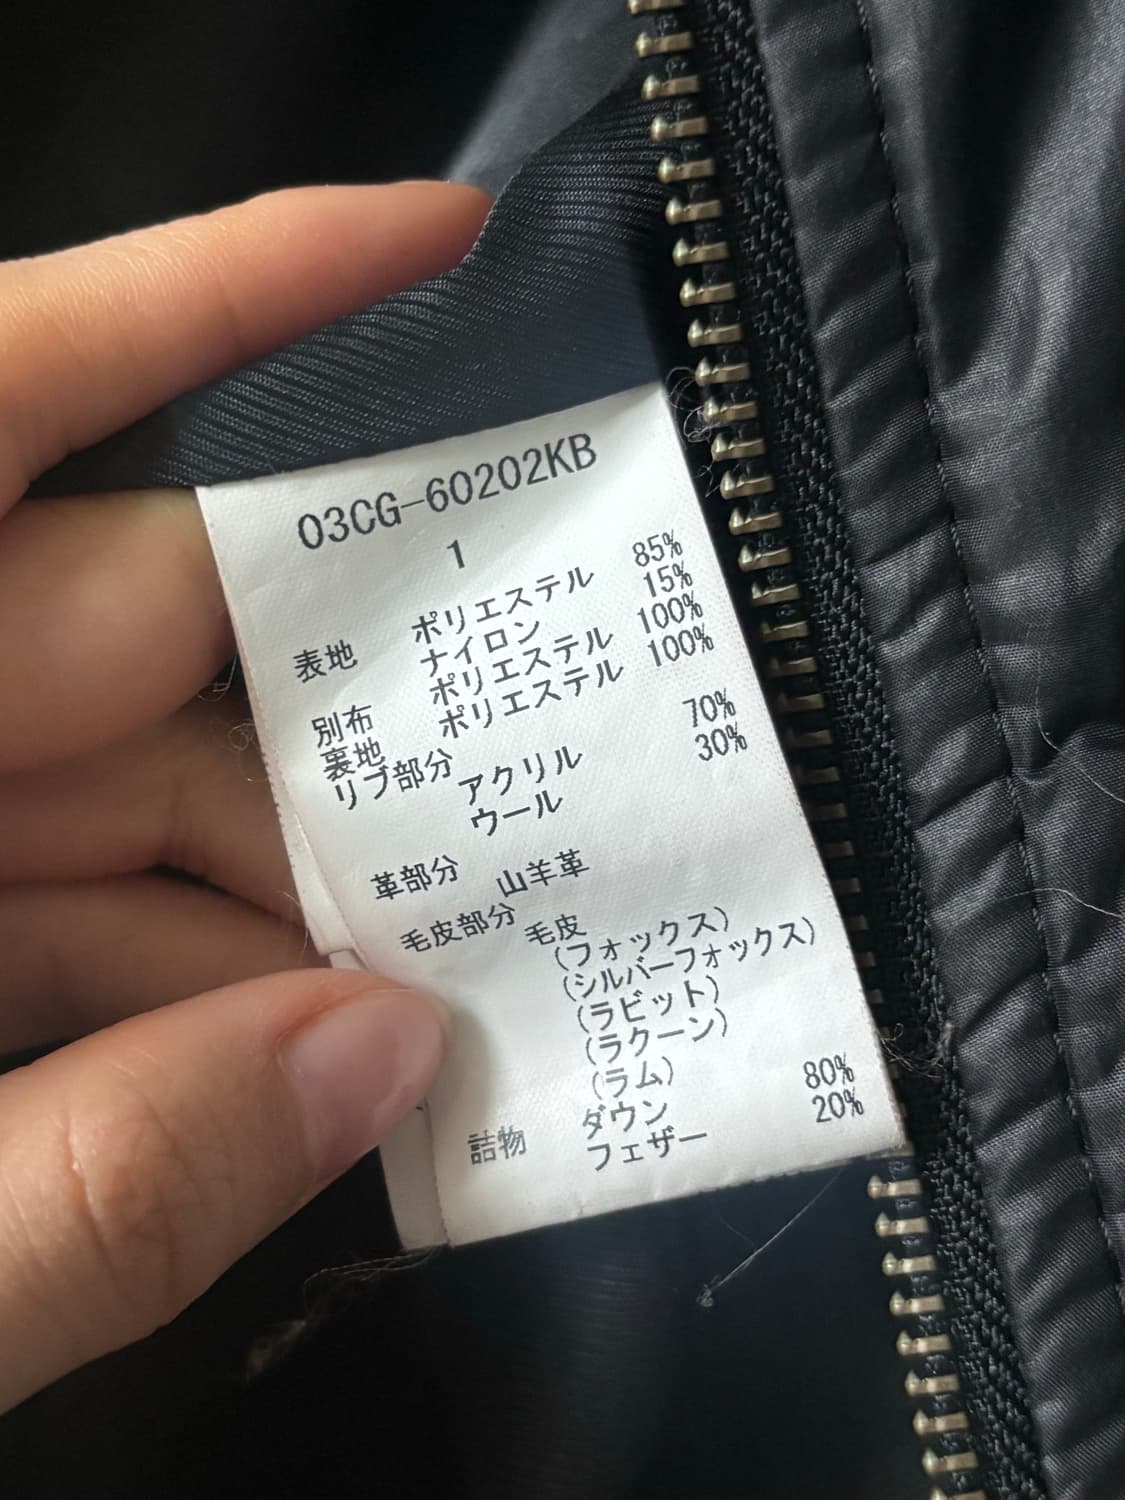 03CG-60202KB
1
表地 ポリエステル 85%
ナイロン 15%
別布 ポリエステル 100%
裏地 ポリエステル 100%
リブ部分 アクリル 70%
ウール 30%
革部分 山羊革
毛皮部分 毛皮
(フォックス)
(シルバーフォックス)
(ラビット)
(ラクーン)
(ラム)
詰物 ダウン 80%
フェザー 20%